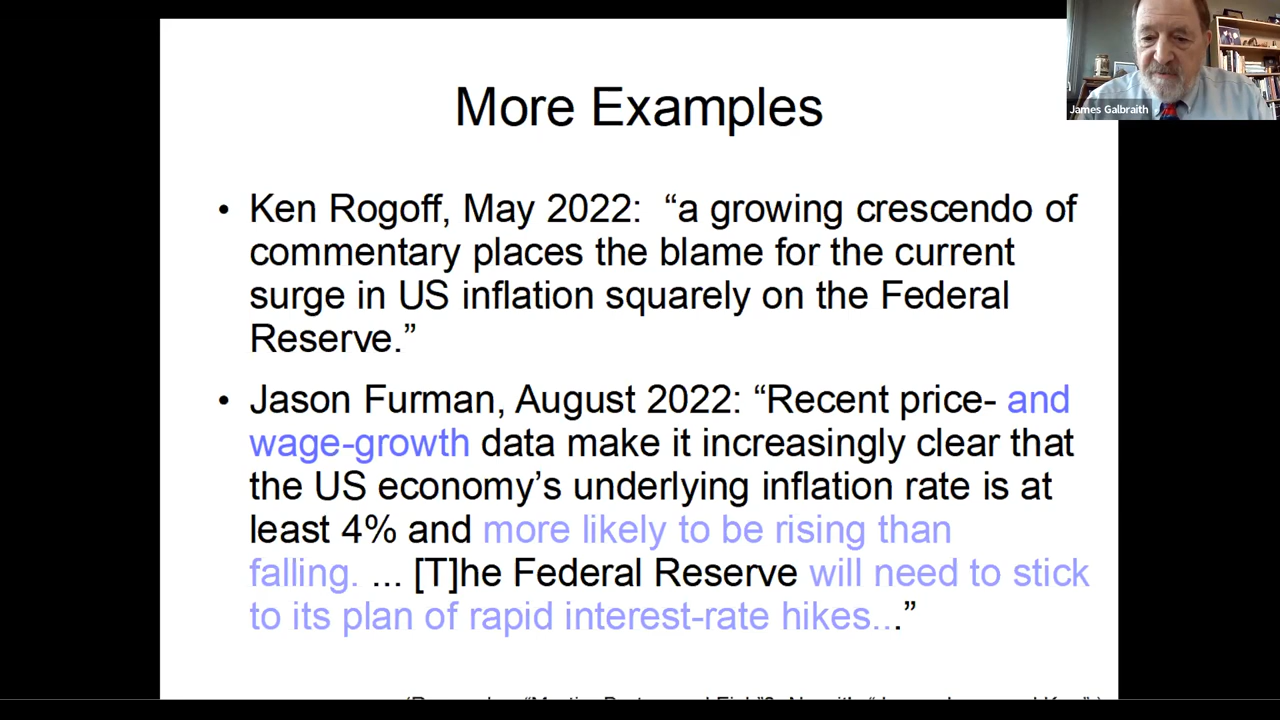 James Galbraith
More Examples
• Ken Rogoff, May 2022: “a growing crescendo of
commentary places the blame for the current
surge in US inflation squarely on the Federal
Reserve.”
• Jason Furman, August 2022: “Recent price- and
wage-growth data make it increasingly clear that
the US economy’s underlying inflation rate is at
least 4% and more likely to be rising than
falling. ... [T]he Federal Reserve will need to stick
to its plan of rapid interest-rate hikes...”